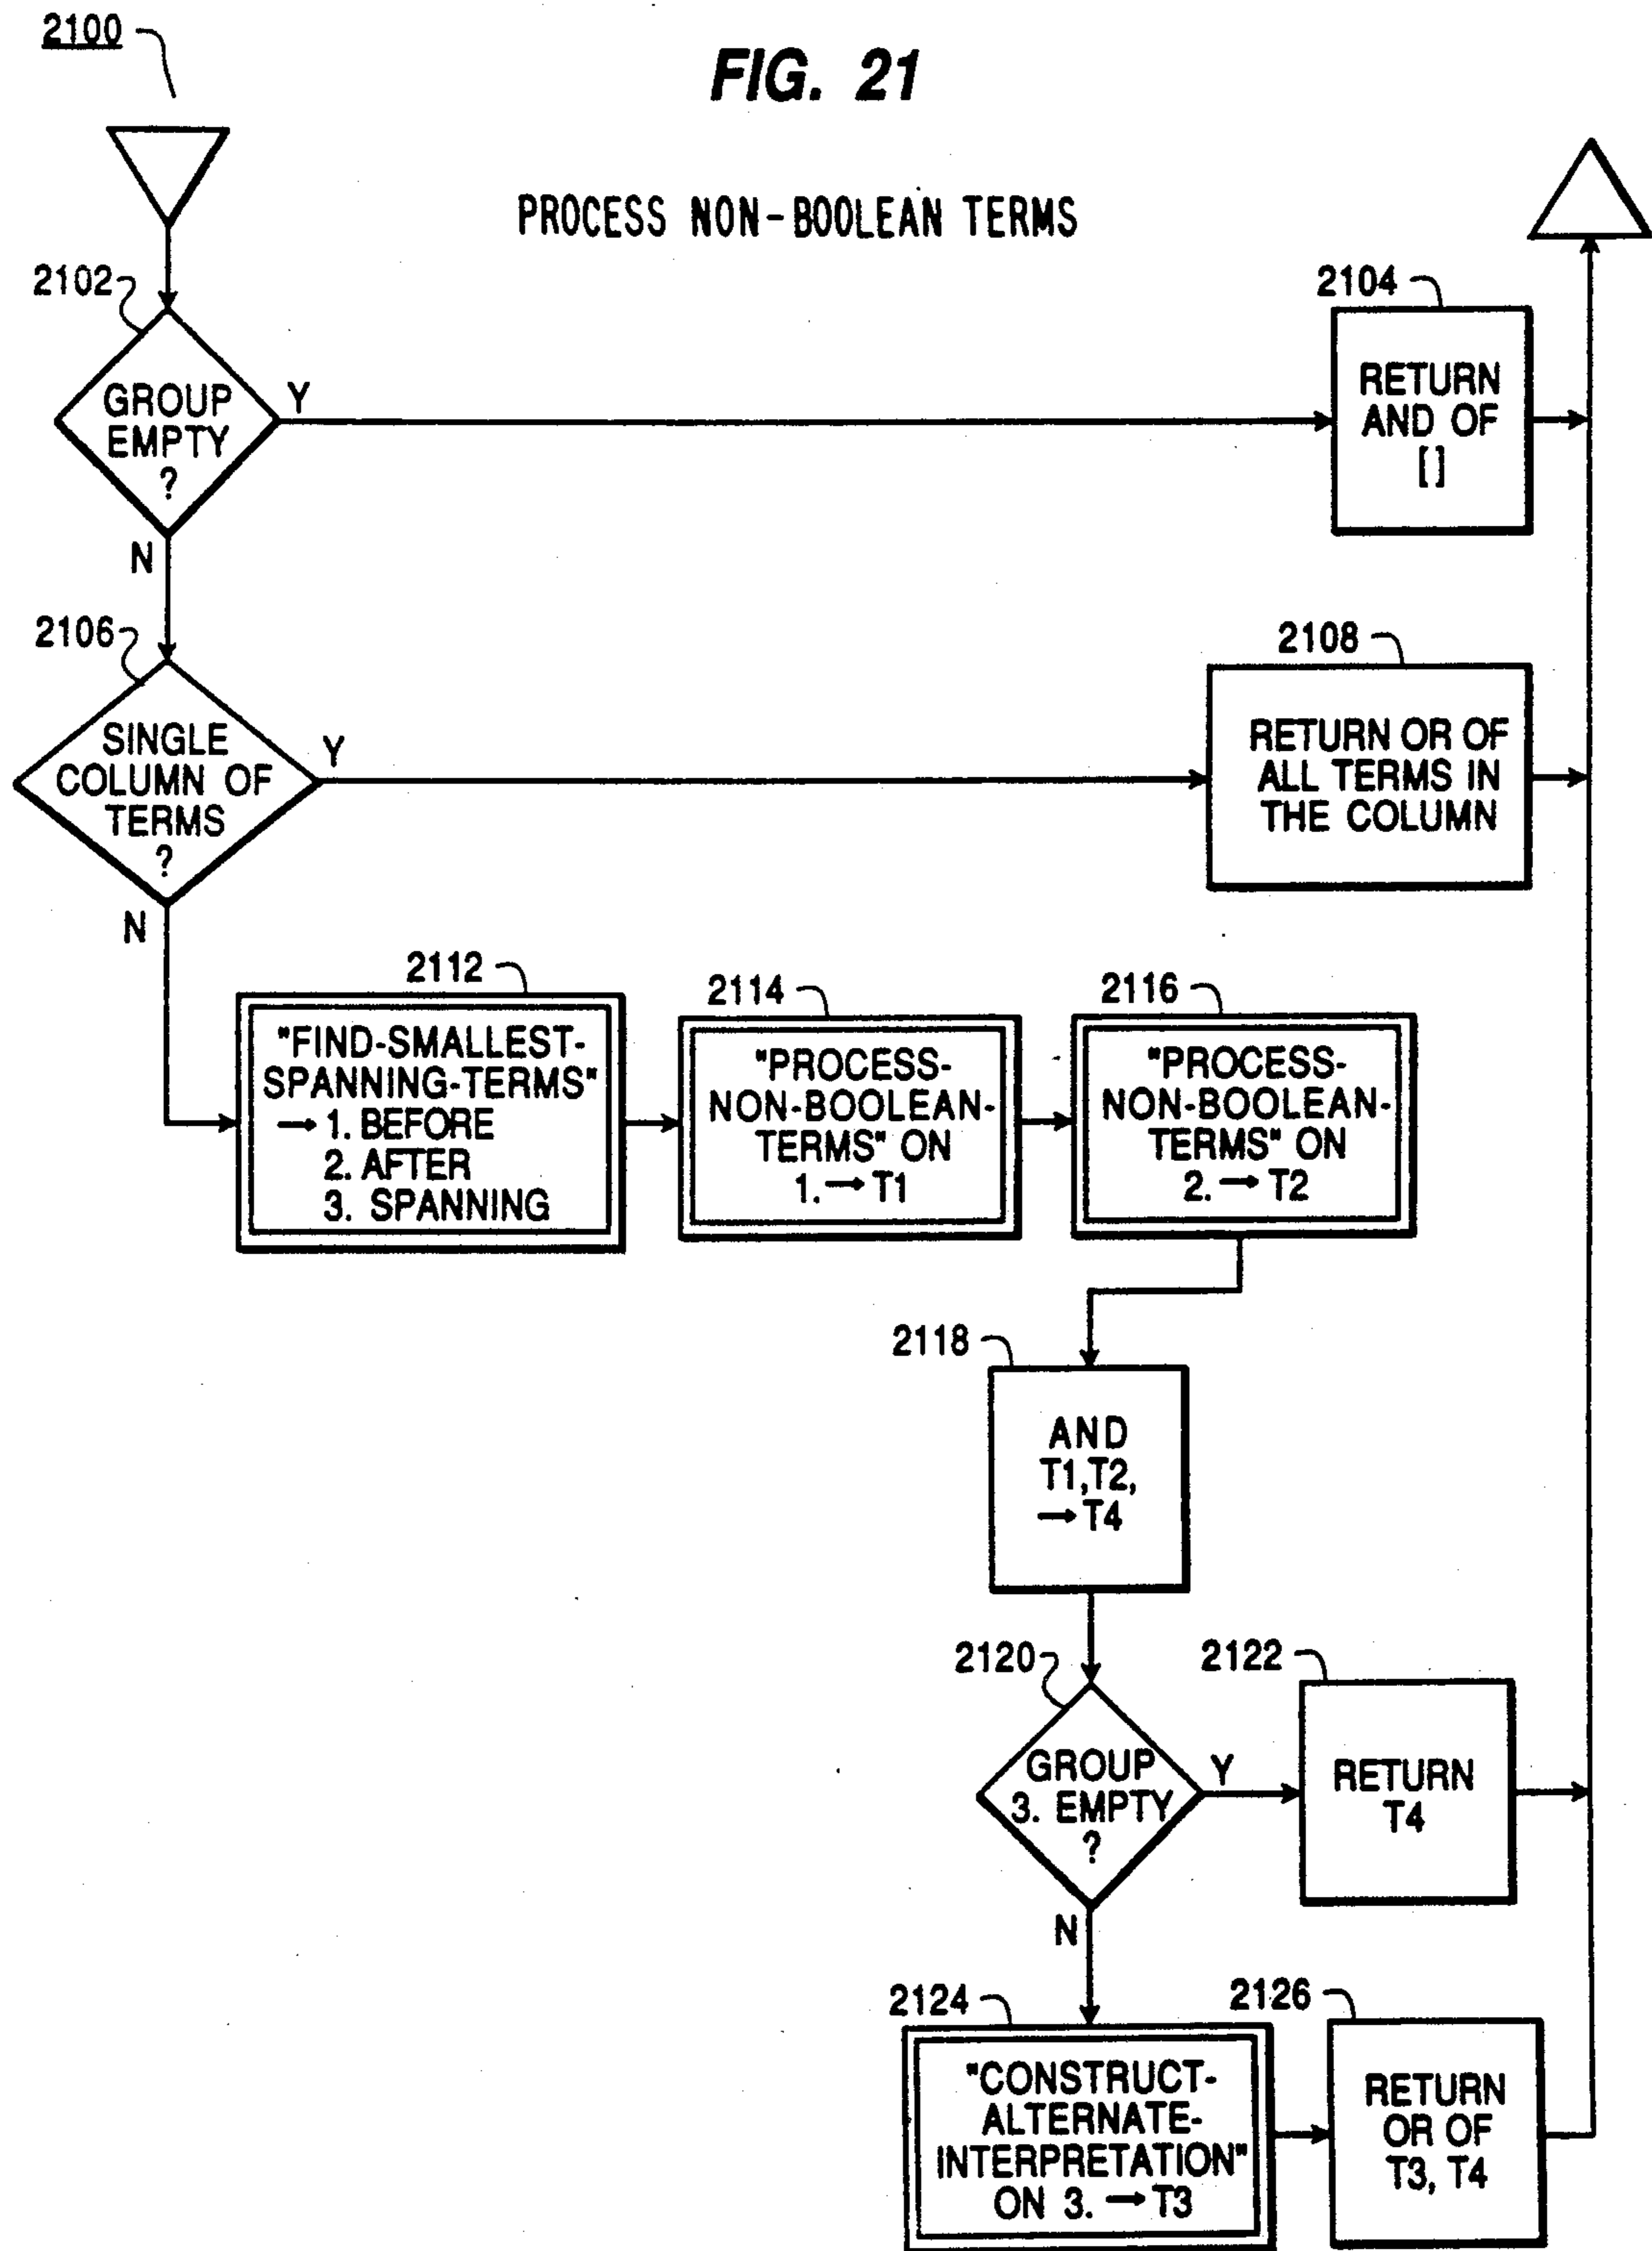 2100
FIG. 21
PROCESS NON-BOOLEAN TERMS
2102
GROUP
EMPTY
?
Y
N
2104
RETURN
AND OF
[]
2106
SINGLE
COLUMN OF
TERMS
?
Y
N
2108
RETURN OR OF
ALL TERMS IN
THE COLUMN
2112
"FIND-SMALLEST-
SPANNING-TERMS"
→ 1. BEFORE
2. AFTER
3. SPANNING
2114
"PROCESS-
NON-BOOLEAN-
TERMS" ON
1. → T1
2116
"PROCESS-
NON-BOOLEAN-
TERMS" ON
2. → T2
2118
AND
T1,T2,
→ T4
2120
GROUP
3. EMPTY
?
Y
N
2122
RETURN
T4
2124
"CONSTRUCT-
ALTERNATE-
INTERPRETATION"
ON 3. → T3
2126
RETURN
OR OF
T3, T4